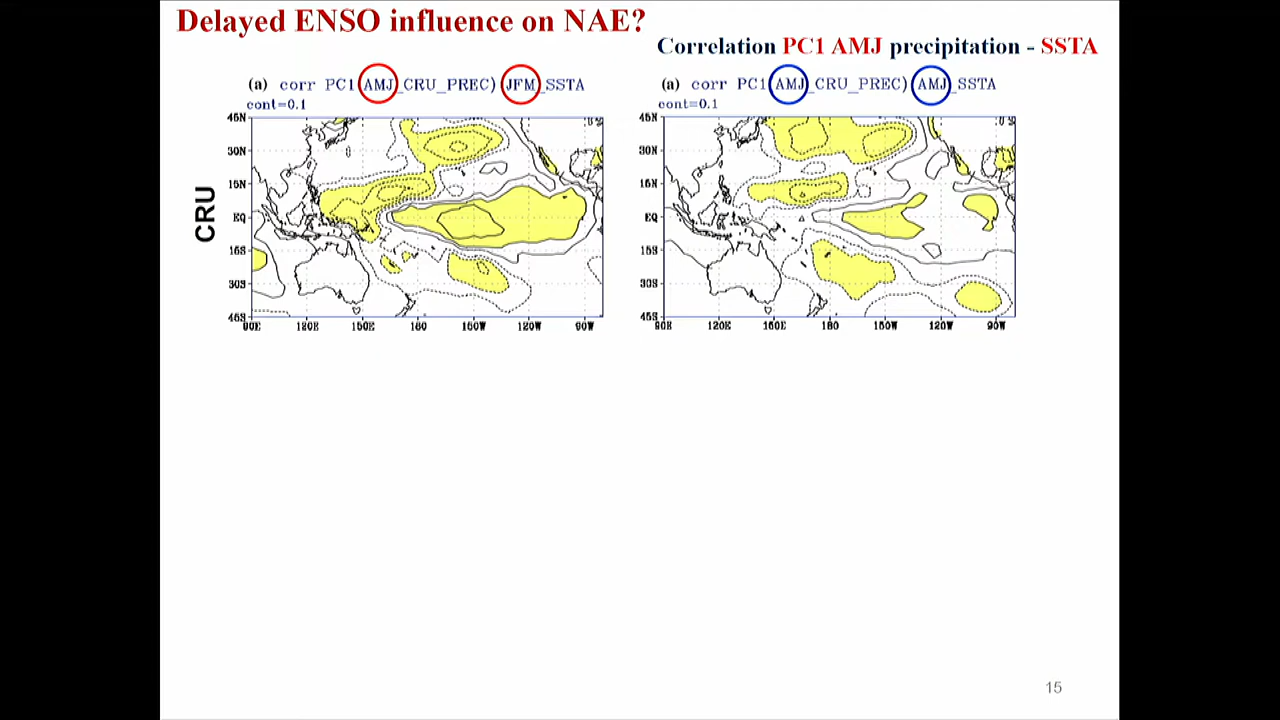 Delayed ENSO influence on NAE?
Correlation PC1 AMJ precipitation - SSTA
(a) corr PC1(AMJ_CRU_PREC) JFM_SSTA
cont=0.1
45N
30N
15N
EQ
15S
30S
45S
90E 120E 150E 180 150W 120W 90W
CRU
(a) corr PC1(AMJ_CRU_PREC) AMJ_SSTA
cont=0.1
45N
30N
15N
EQ
15S
30S
45S
90E 120E 150E 180 150W 120W 90W
15